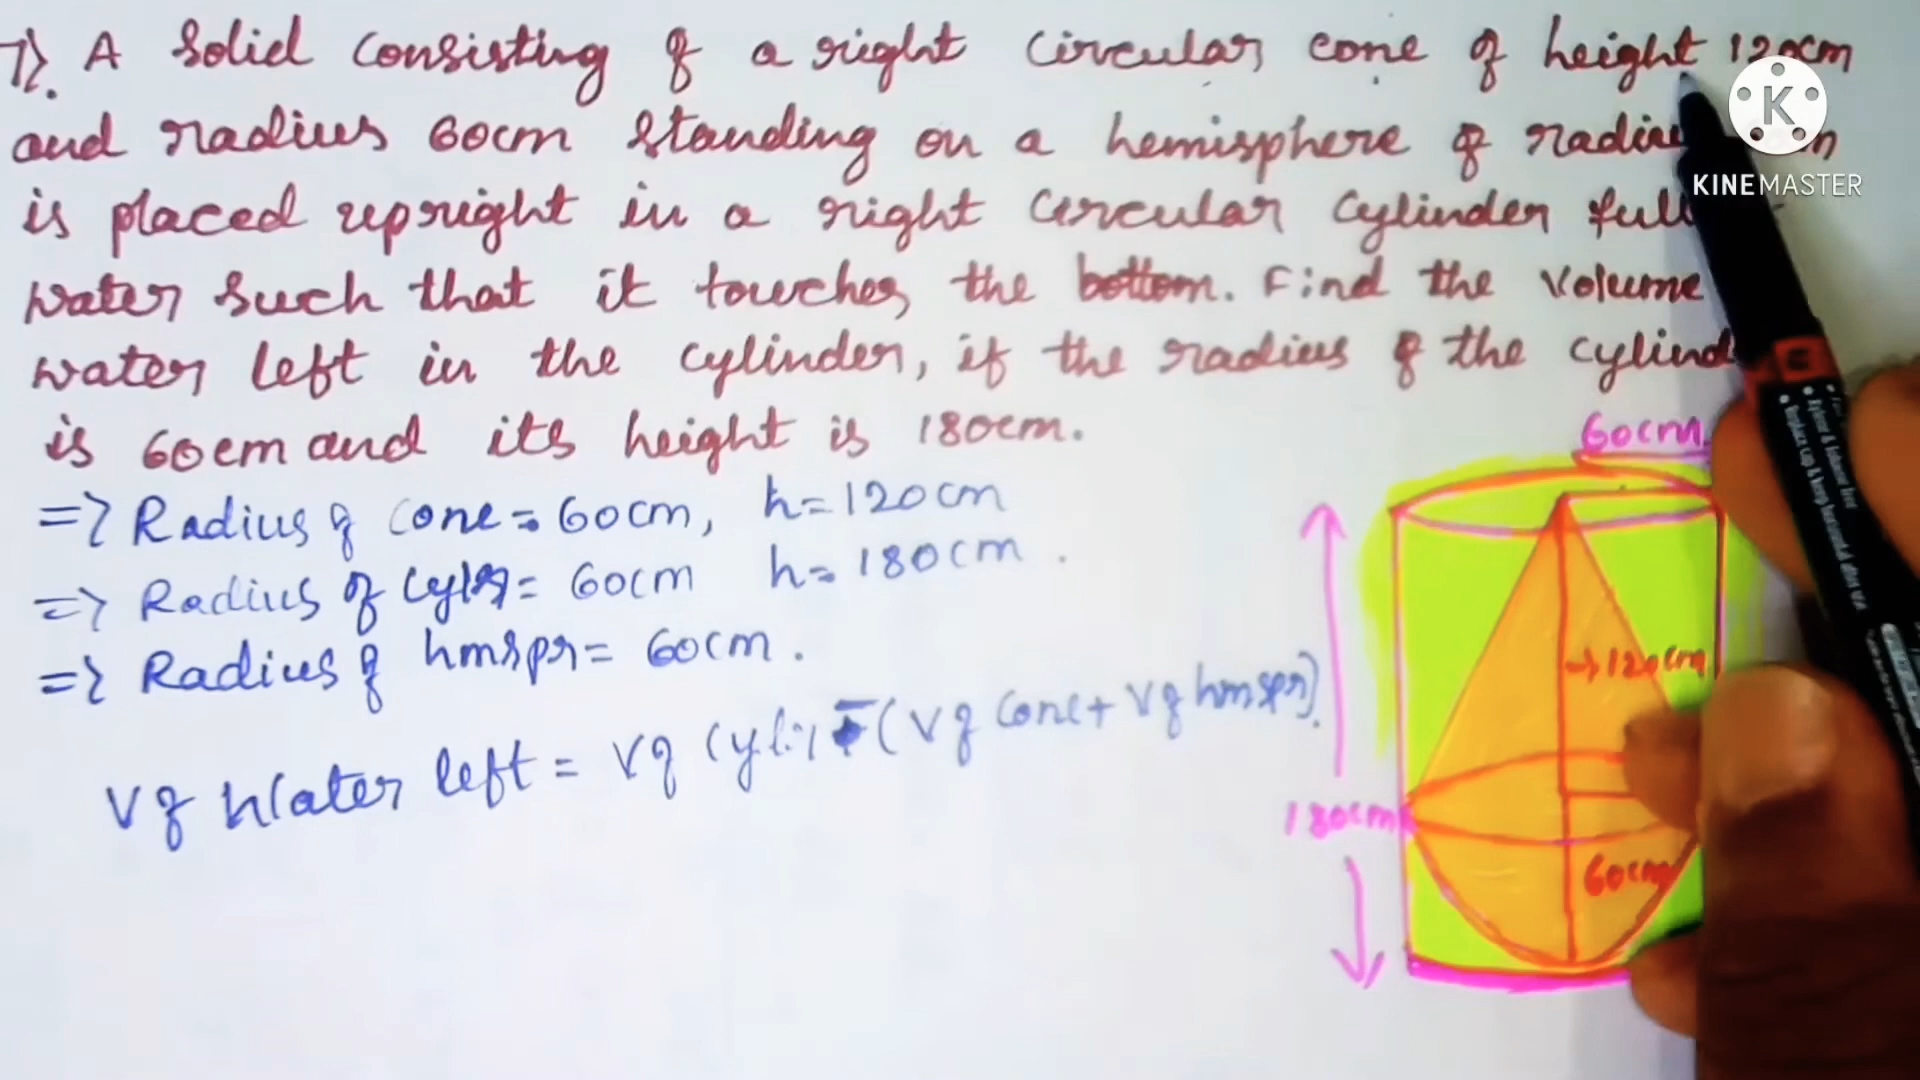 7). A Solid consisting of a right circular cone of height 120cm
and radius 60cm standing on a hemisphere of
is placed upright in a right circular cylinder full
water such that it touches the bottom. Find the volume
water left in the cylinder, if the radius of the
is 60cm and its height is 180cm.
=> Radius of Cone = 60cm, h=120cm
=> Radius of = 60cm h=180cm.
=> Radius of hmspr= 60cm.
V of Water left = V of - (V of Cone + V of hmspr).
60cm
120cm
180cm
60cm
K
KINEMASTER